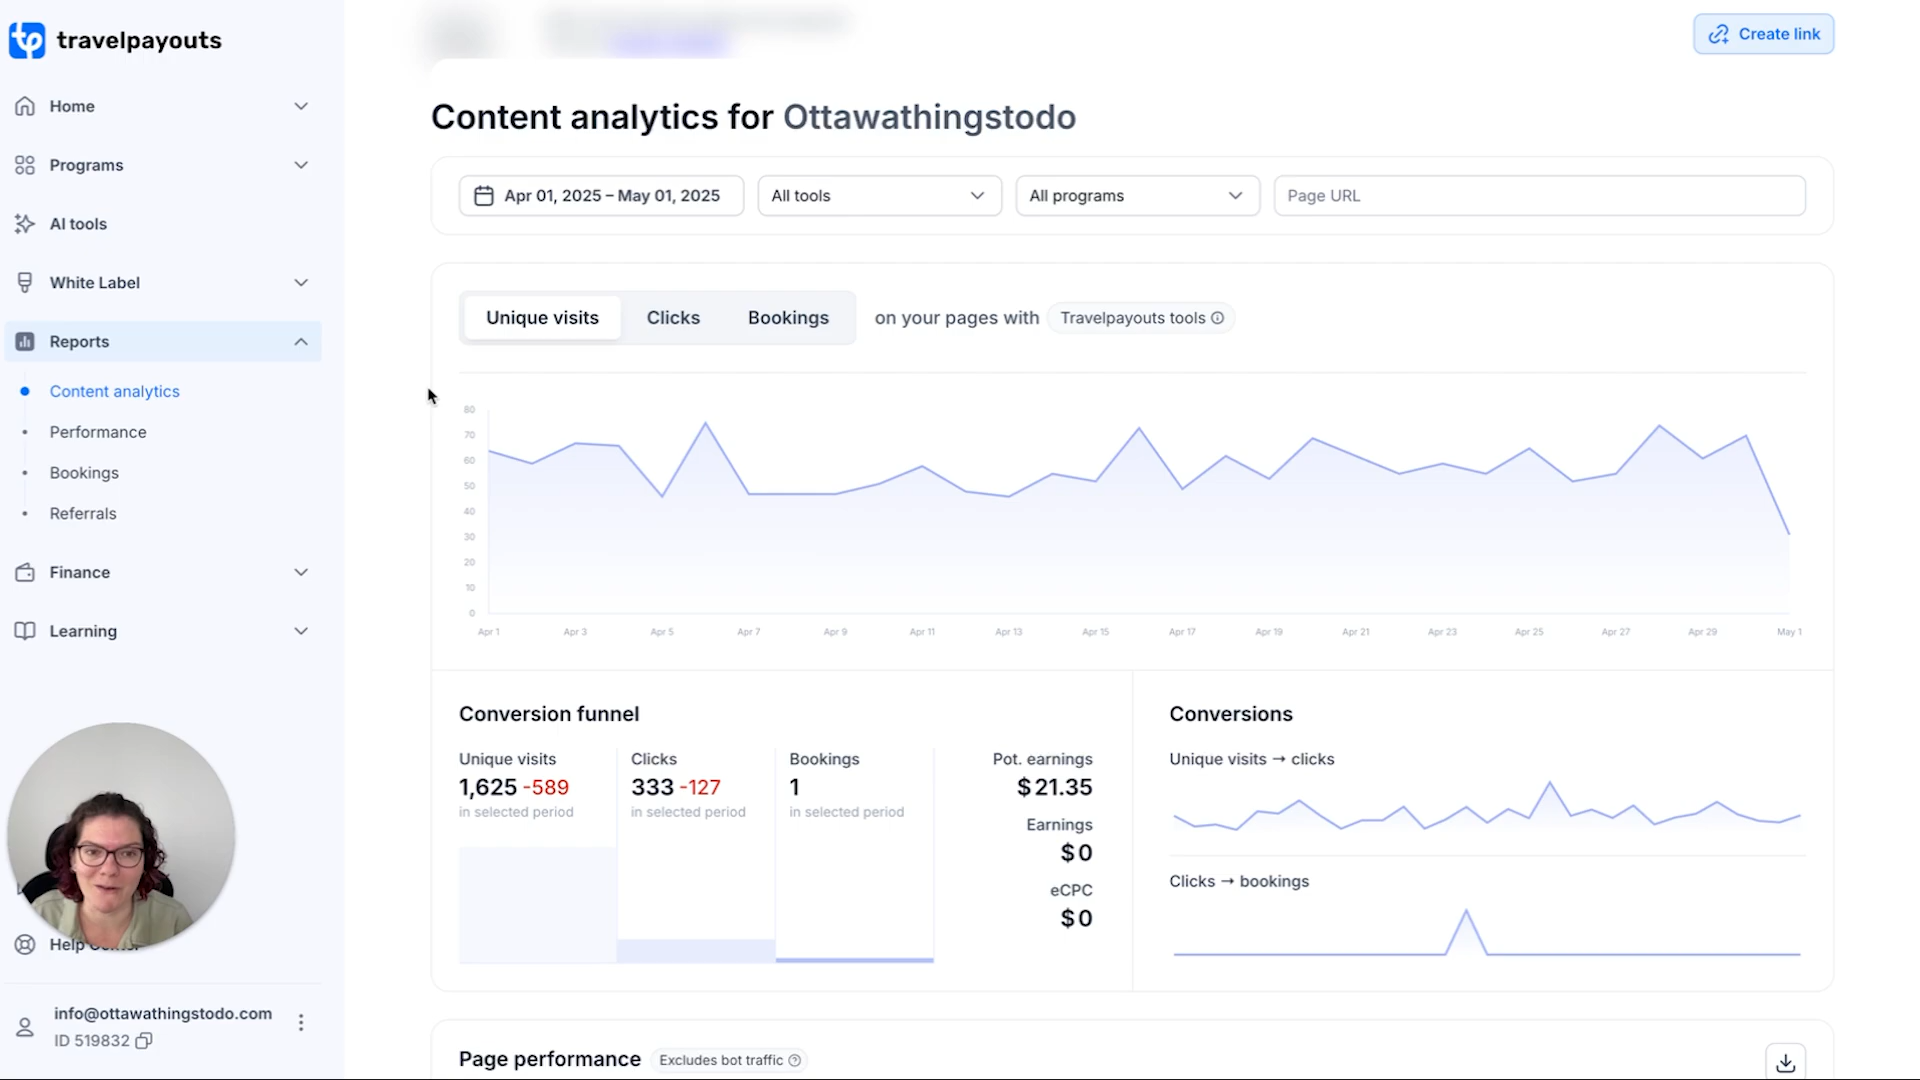 travelpayouts
Create link
Home
Programs
AI tools
White Label
Reports
Content analytics
Performance
Bookings
Referrals
Finance
Learning
Help
info@ottawathingstodo.com
ID 519832
Content analytics for Ottawathingstodo
Apr 01, 2025 – May 01, 2025
All tools
All programs
Page URL
Unique visits
Clicks
Bookings
on your pages with
Travelpayouts tools
80
70
60
50
40
30
20
10
0
Apr 1
Apr 3
Apr 5
Apr 7
Apr 9
Apr 11
Apr 13
Apr 15
Apr 17
Apr 19
Apr 21
Apr 23
Apr 25
Apr 27
Apr 29
May 1
Conversion funnel
Unique visits
1,625 -589
in selected period
Clicks
333 -127
in selected period
Bookings
1
in selected period
Pot. earnings
$21.35
Earnings
$0
eCPC
$0
Conversions
Unique visits → clicks
Clicks → bookings
Page performance
Excludes bot traffic